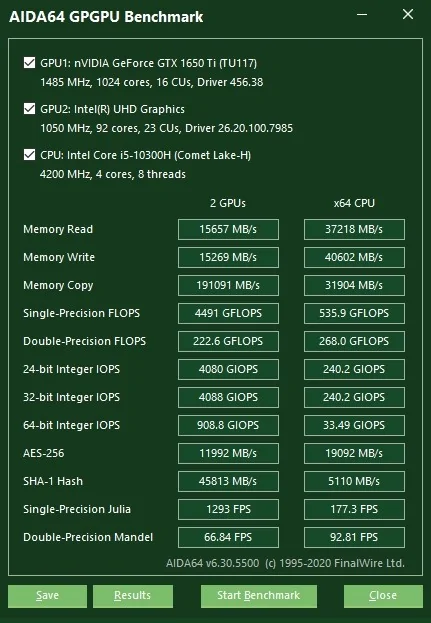 AIDA64 GPGPU Benchmark
GPU1: nVIDIA GeForce GTX 1650 Ti (TU117)
1485 MHz, 1024 cores, 16 CUs, Driver 456.38
GPU2: Intel(R) UHD Graphics
1050 MHz, 92 cores, 23 CUs, Driver 26.20.100.7985
CPU: Intel Core i5-10300H (Comet Lake-H)
4200 MHz, 4 cores, 8 threads
2 GPUs x64 CPU
Memory Read 15657 MB/s 37218 MB/s
Memory Write 15269 MB/s 40602 MB/s
Memory Copy 191091 MB/s 31904 MB/s
Single-Precision FLOPS 4491 GFLOPS 535.9 GFLOPS
Double-Precision FLOPS 222.6 GFLOPS 268.0 GFLOPS
24-bit Integer IOPS 4080 GIOPS 240.2 GIOPS
32-bit Integer IOPS 4088 GIOPS 240.2 GIOPS
64-bit Integer IOPS 908.8 GIOPS 33.49 GIOPS
AES-256 11992 MB/s 19092 MB/s
SHA-1 Hash 45813 MB/s 5110 MB/s
Single-Precision Julia 1293 FPS 177.3 FPS
Double-Precision Mandel 66.84 FPS 92.81 FPS
AIDA64 v6.30.5500 (c) 1995-2020 FinalWire Ltd.
Save Results Start Benchmark Close